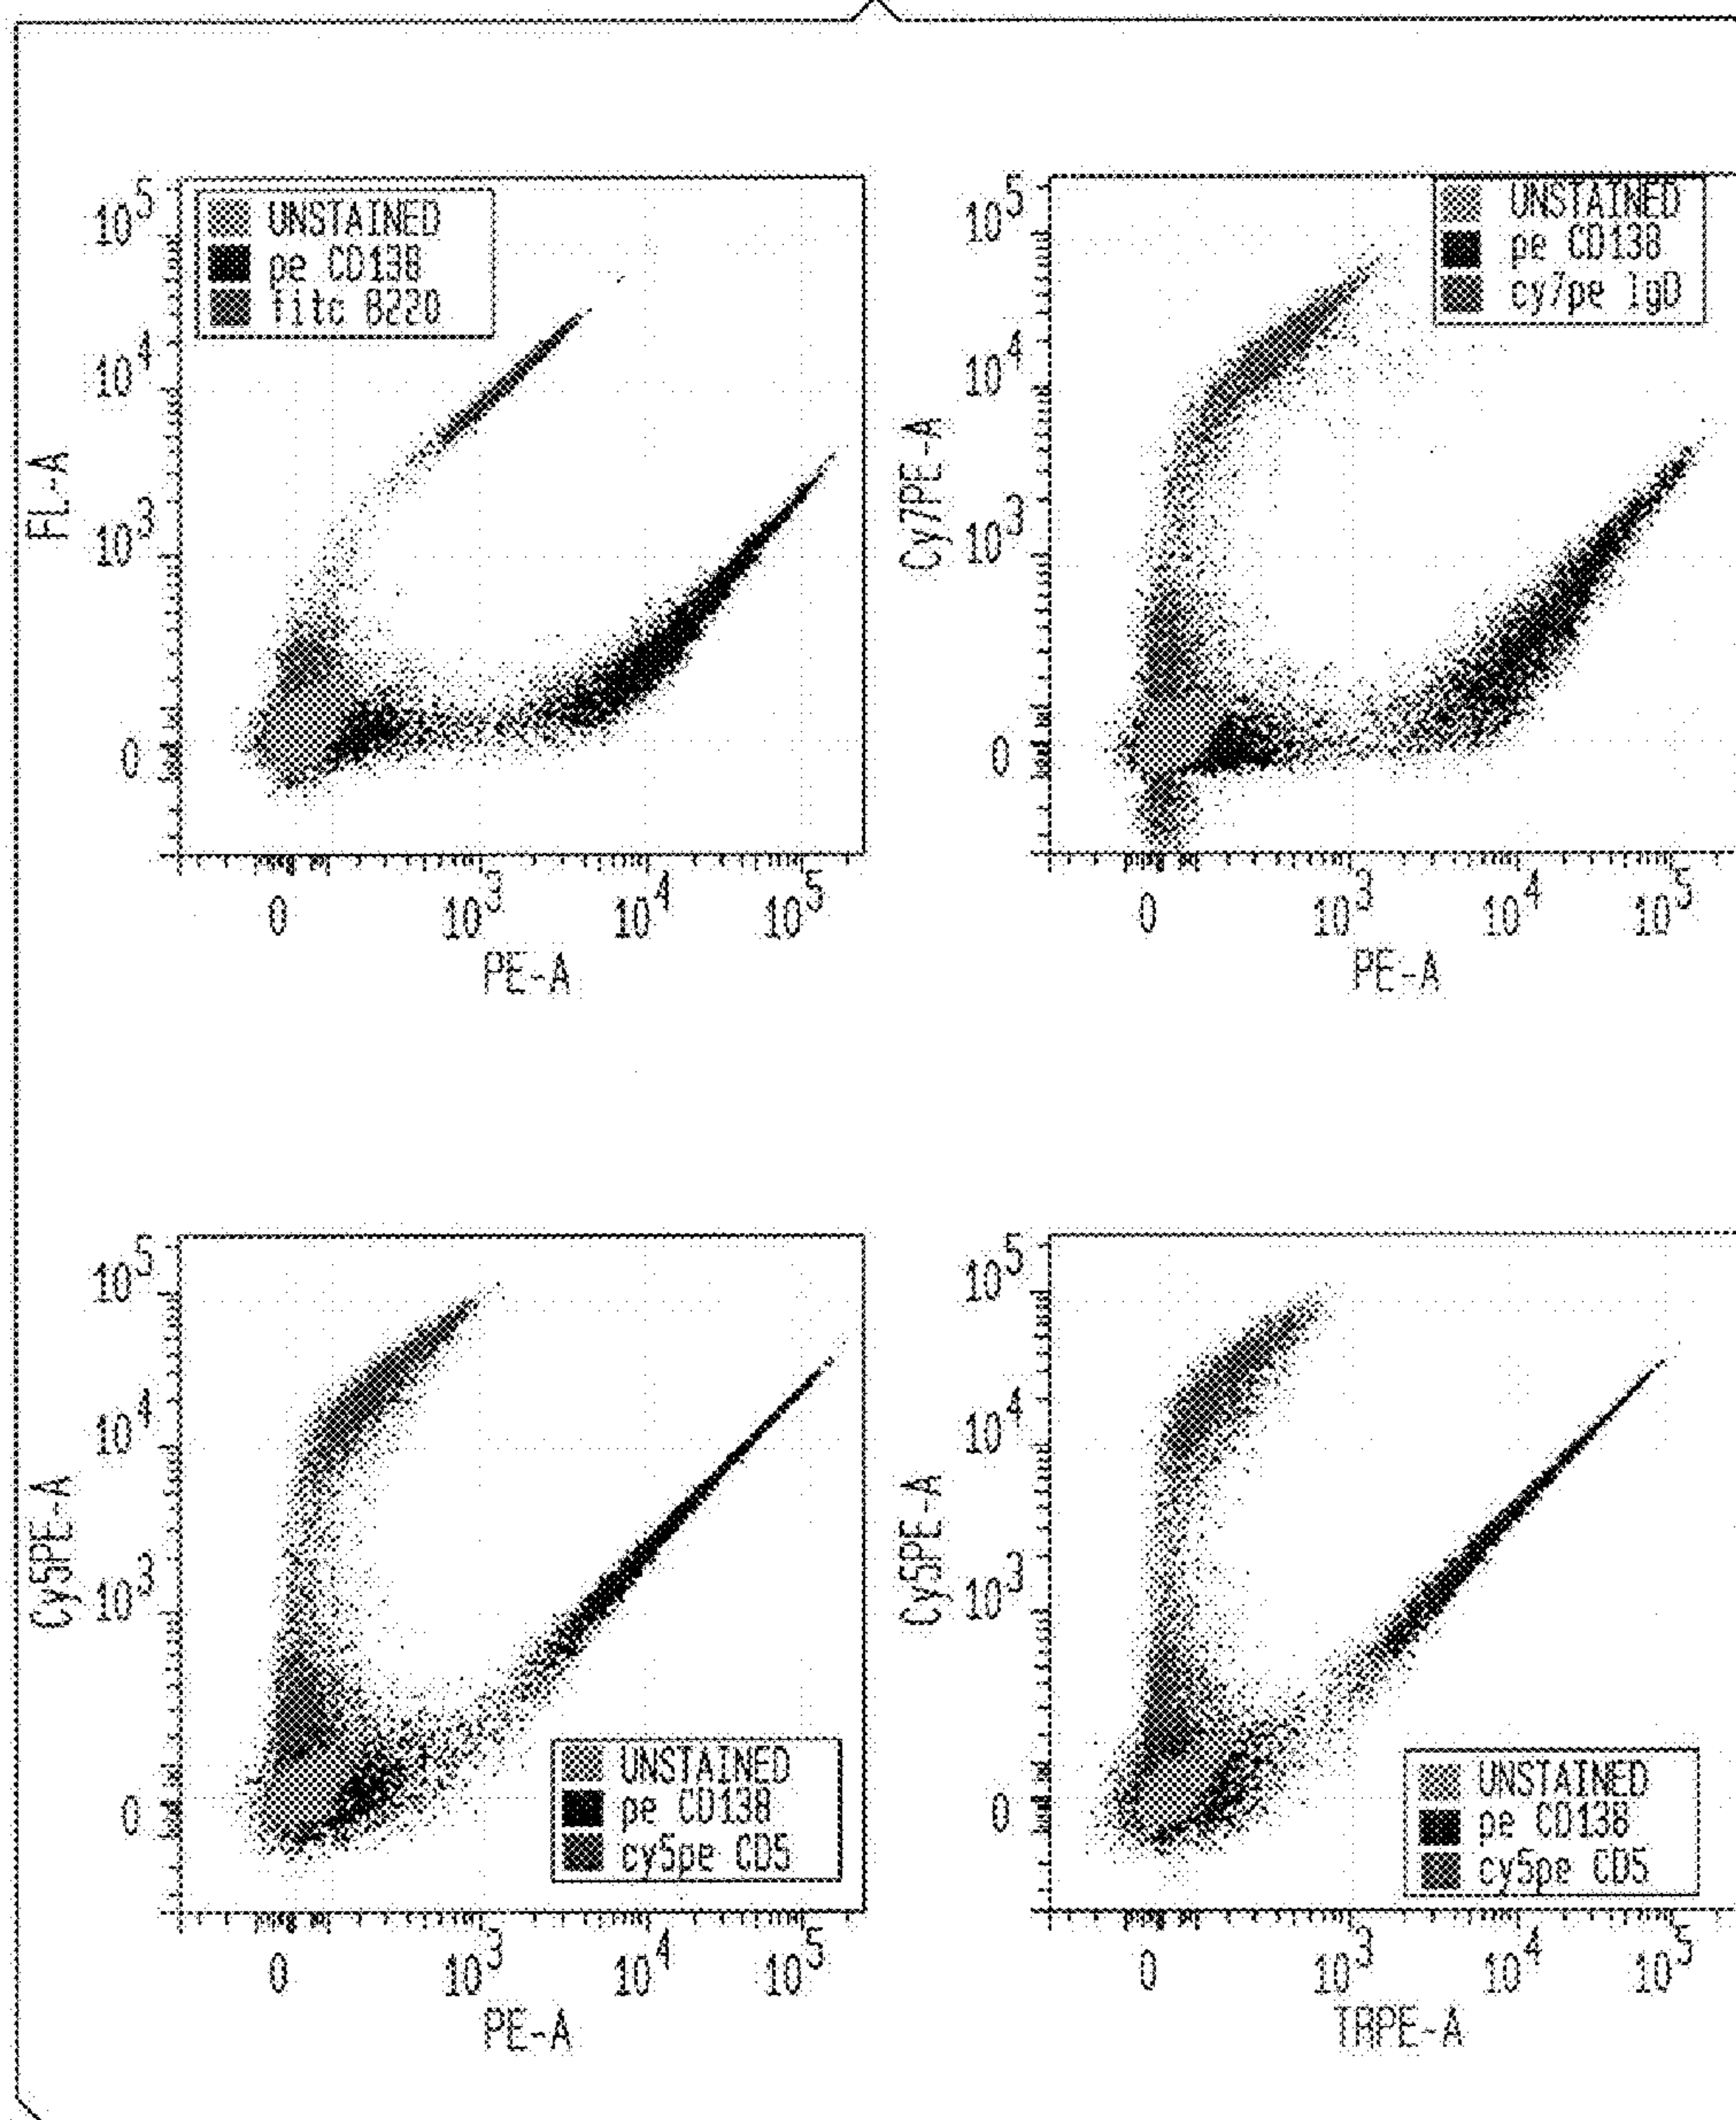 10^5
UNSTAINED
pe CD138
fitc B220
10^4
FL-A
10^3
0
0
10^3
10^4
10^5
PE-A
10^5
UNSTAINED
pe CD138
cy7pe IgD
10^4
Cy7PE-A
10^3
0
0
10^3
10^4
10^5
PE-A
10^5
10^4
Cy5PE-A
10^3
UNSTAINED
pe CD138
cy5pe CD5
0
0
10^3
10^4
10^5
PE-A
10^5
10^4
Cy5PE-A
10^3
UNSTAINED
pe CD138
cy5pe CD5
0
0
10^3
10^4
10^5
TRPE-A